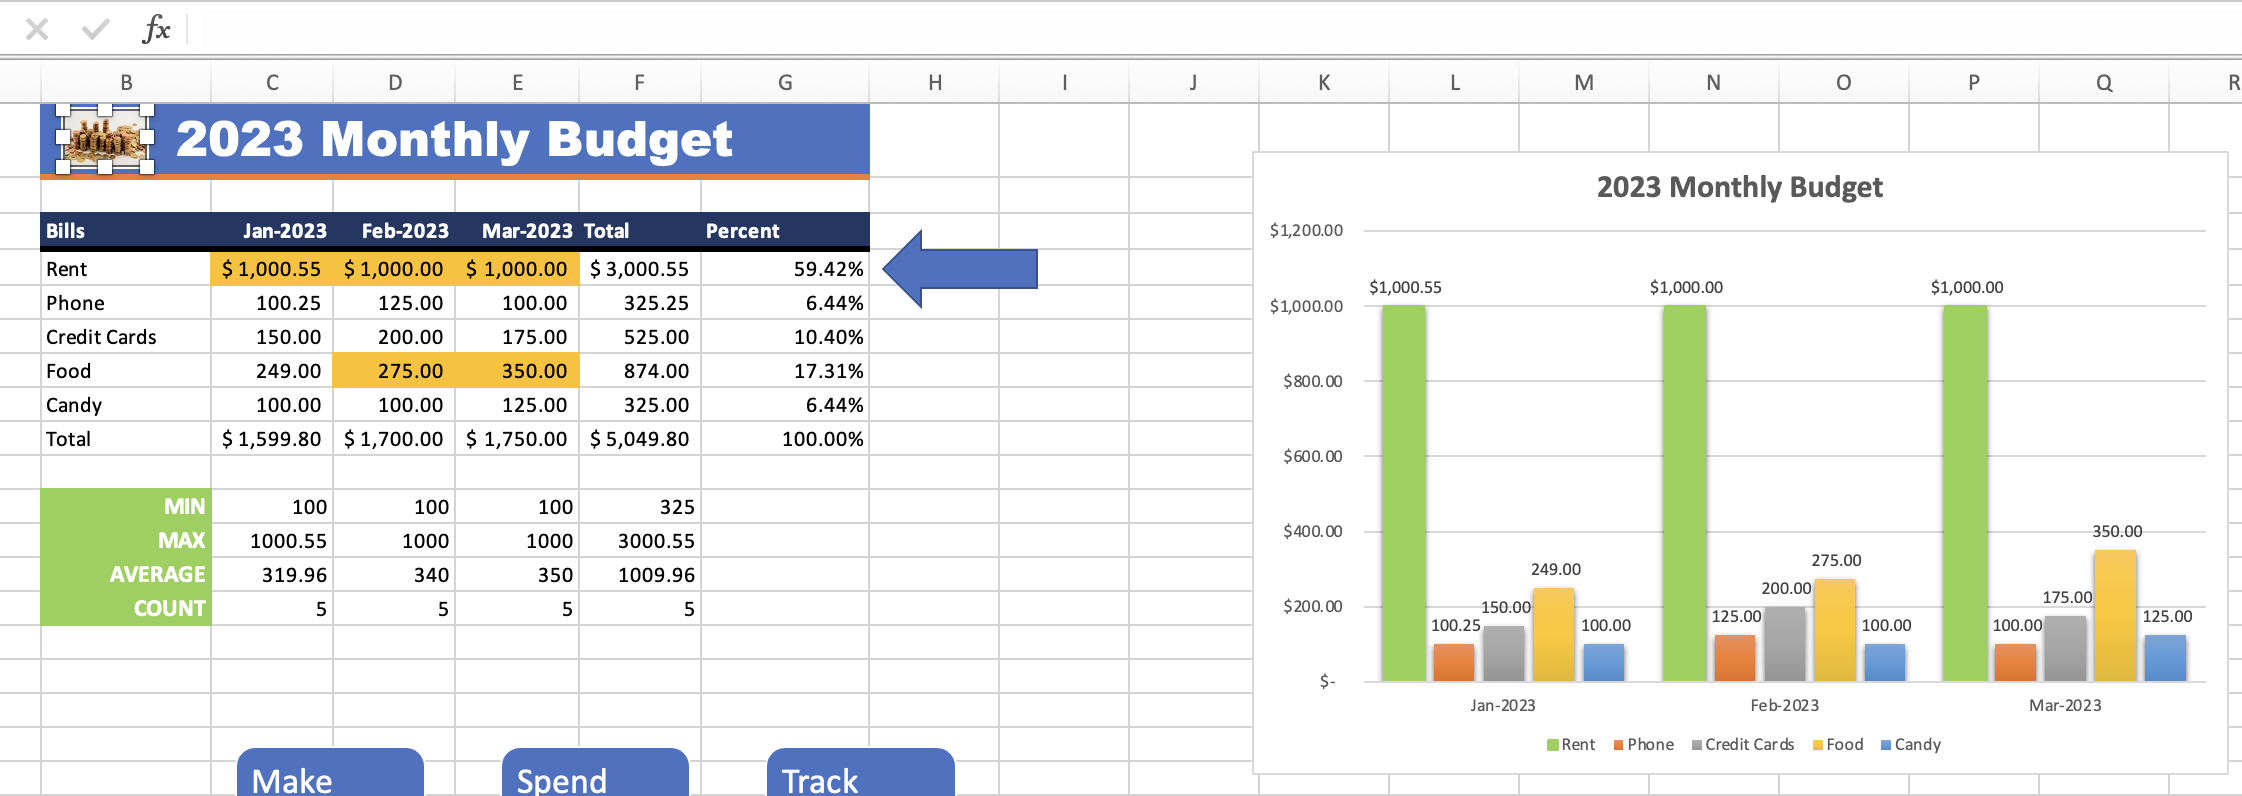 fx
B C D E F G H I J K L M N O P Q R
2023 Monthly Budget
Bills Jan-2023 Feb-2023 Mar-2023 Total Percent
Rent $ 1,000.55 $ 1,000.00 $ 1,000.00 $ 3,000.55 59.42%
Phone 100.25 125.00 100.00 325.25 6.44%
Credit Cards 150.00 200.00 175.00 525.00 10.40%
Food 249.00 275.00 350.00 874.00 17.31%
Candy 100.00 100.00 125.00 325.00 6.44%
Total $ 1,599.80 $ 1,700.00 $ 1,750.00 $ 5,049.80 100.00%
MIN 100 100 100 325
MAX 1000.55 1000 1000 3000.55
AVERAGE 319.96 340 350 1009.96
COUNT 5 5 5 5
Make Spend Track
2023 Monthly Budget
$1,200.00
$1,000.55 $1,000.00 $1,000.00
$1,000.00
$800.00
$600.00
$400.00 350.00
249.00 275.00
200.00 175.00
$200.00 150.00
125.00 125.00
100.25 100.00 100.00 100.00
$-
Jan-2023 Feb-2023 Mar-2023
Rent Phone Credit Cards Food Candy